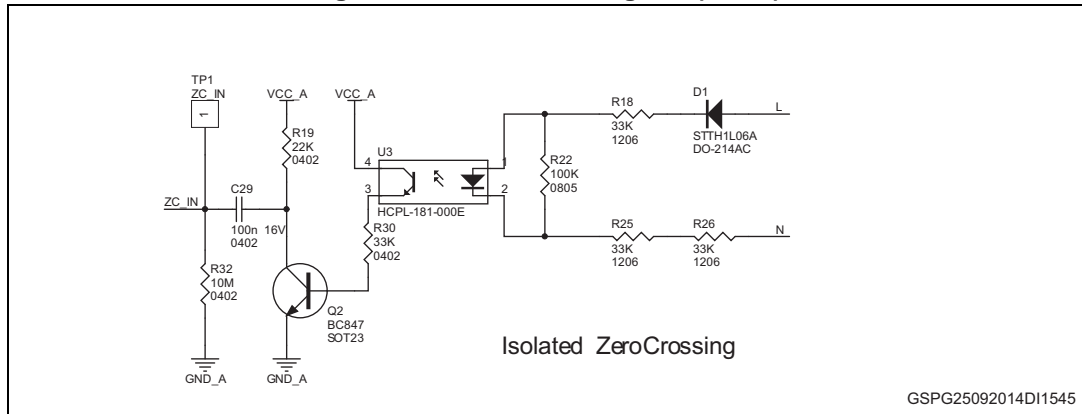 TP1
ZC_IN
1
VCC_A
VCC_A
R19
22K
0402
U3
4
3
1
2
HCPL-181-000E
R18
33K
1206
D1
STTH1L06A
DO-214AC
L
R22
100K
0805
ZC_IN
C29
100n 16V
0402
R30
33K
0402
R25
33K
1206
R26
33K
1206
N
R32
10M
0402
Q2
BC847
SOT23
GND_A
GND_A
Isolated ZeroCrossing
GSPG25092014DI1545